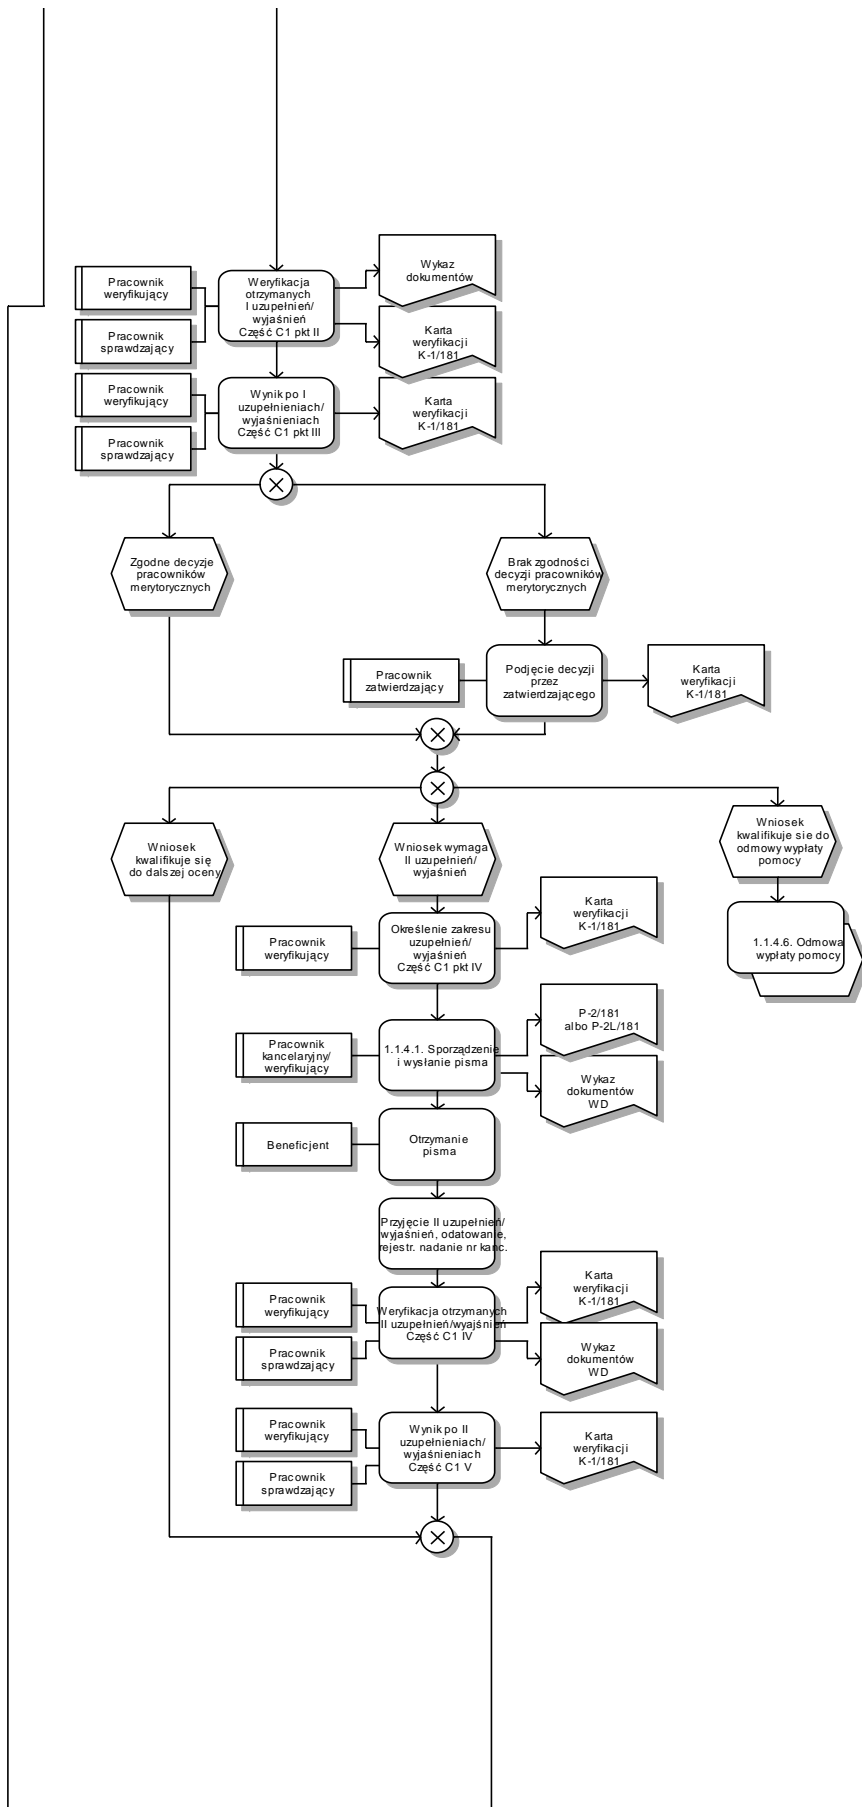 Wykaz
dokumentów
Pracownik
weryfikujący
Weryfikacja
otrzymanych
I uzupełnień/
wyjaśnień
Część C1 pkt II
Pracownik
sprawdzający
Karta
weryfikacji
K-1/181
Pracownik
weryfikujący
Wynik po I
uzupełnieniach/
wyjaśnieniach
Część C1 pkt III
Karta
weryfikacji
K-1/181
Pracownik
sprawdzający
Zgodne decyzje
pracowników
merytorycznych
Brak zgodności
decyzji pracowników
merytorycznych
Pracownik
zatwierdzający
Podjęcie decyzji
przez
zatwierdzającego
Karta
weryfikacji
K-1/181
Wniosek
kwalifikuje się
do dalszej oceny
Wniosek wymaga
II uzupełnień/
wyjaśnień
Wniosek
kwalifikuje sie do
odmowy wypłaty
pomocy
Pracownik
weryfikujący
Określenie zakresu
uzupełnień/
wyjaśnień
Część C1 pkt IV
Karta
weryfikacji
K-1/181
1.1.4.6. Odmowa
wypłaty pomocy
Pracownik
kancelaryjny/
weryfikujący
1.1.4.1. Sporządzenie
i wysłanie pisma
P-2/181
albo P-2L/181
Wykaz
dokumentów
WD
Beneficjent
Otrzymanie
pisma
Przyjęcie II uzupełnień/
wyjaśnień, odatowanie,
rejestr. nadanie nr kanc.
Pracownik
weryfikujący
Weryfikacja otrzymanych
II uzupełnień/wyajśnień
Część C1 IV
Karta
weryfikacji
K-1/181
Pracownik
sprawdzający
Wykaz
dokumentów
WD
Pracownik
weryfikujący
Wynik po II
uzupełnieniach/
wyjaśnieniach
Część C1 V
Karta
weryfikacji
K-1/181
Pracownik
sprawdzający